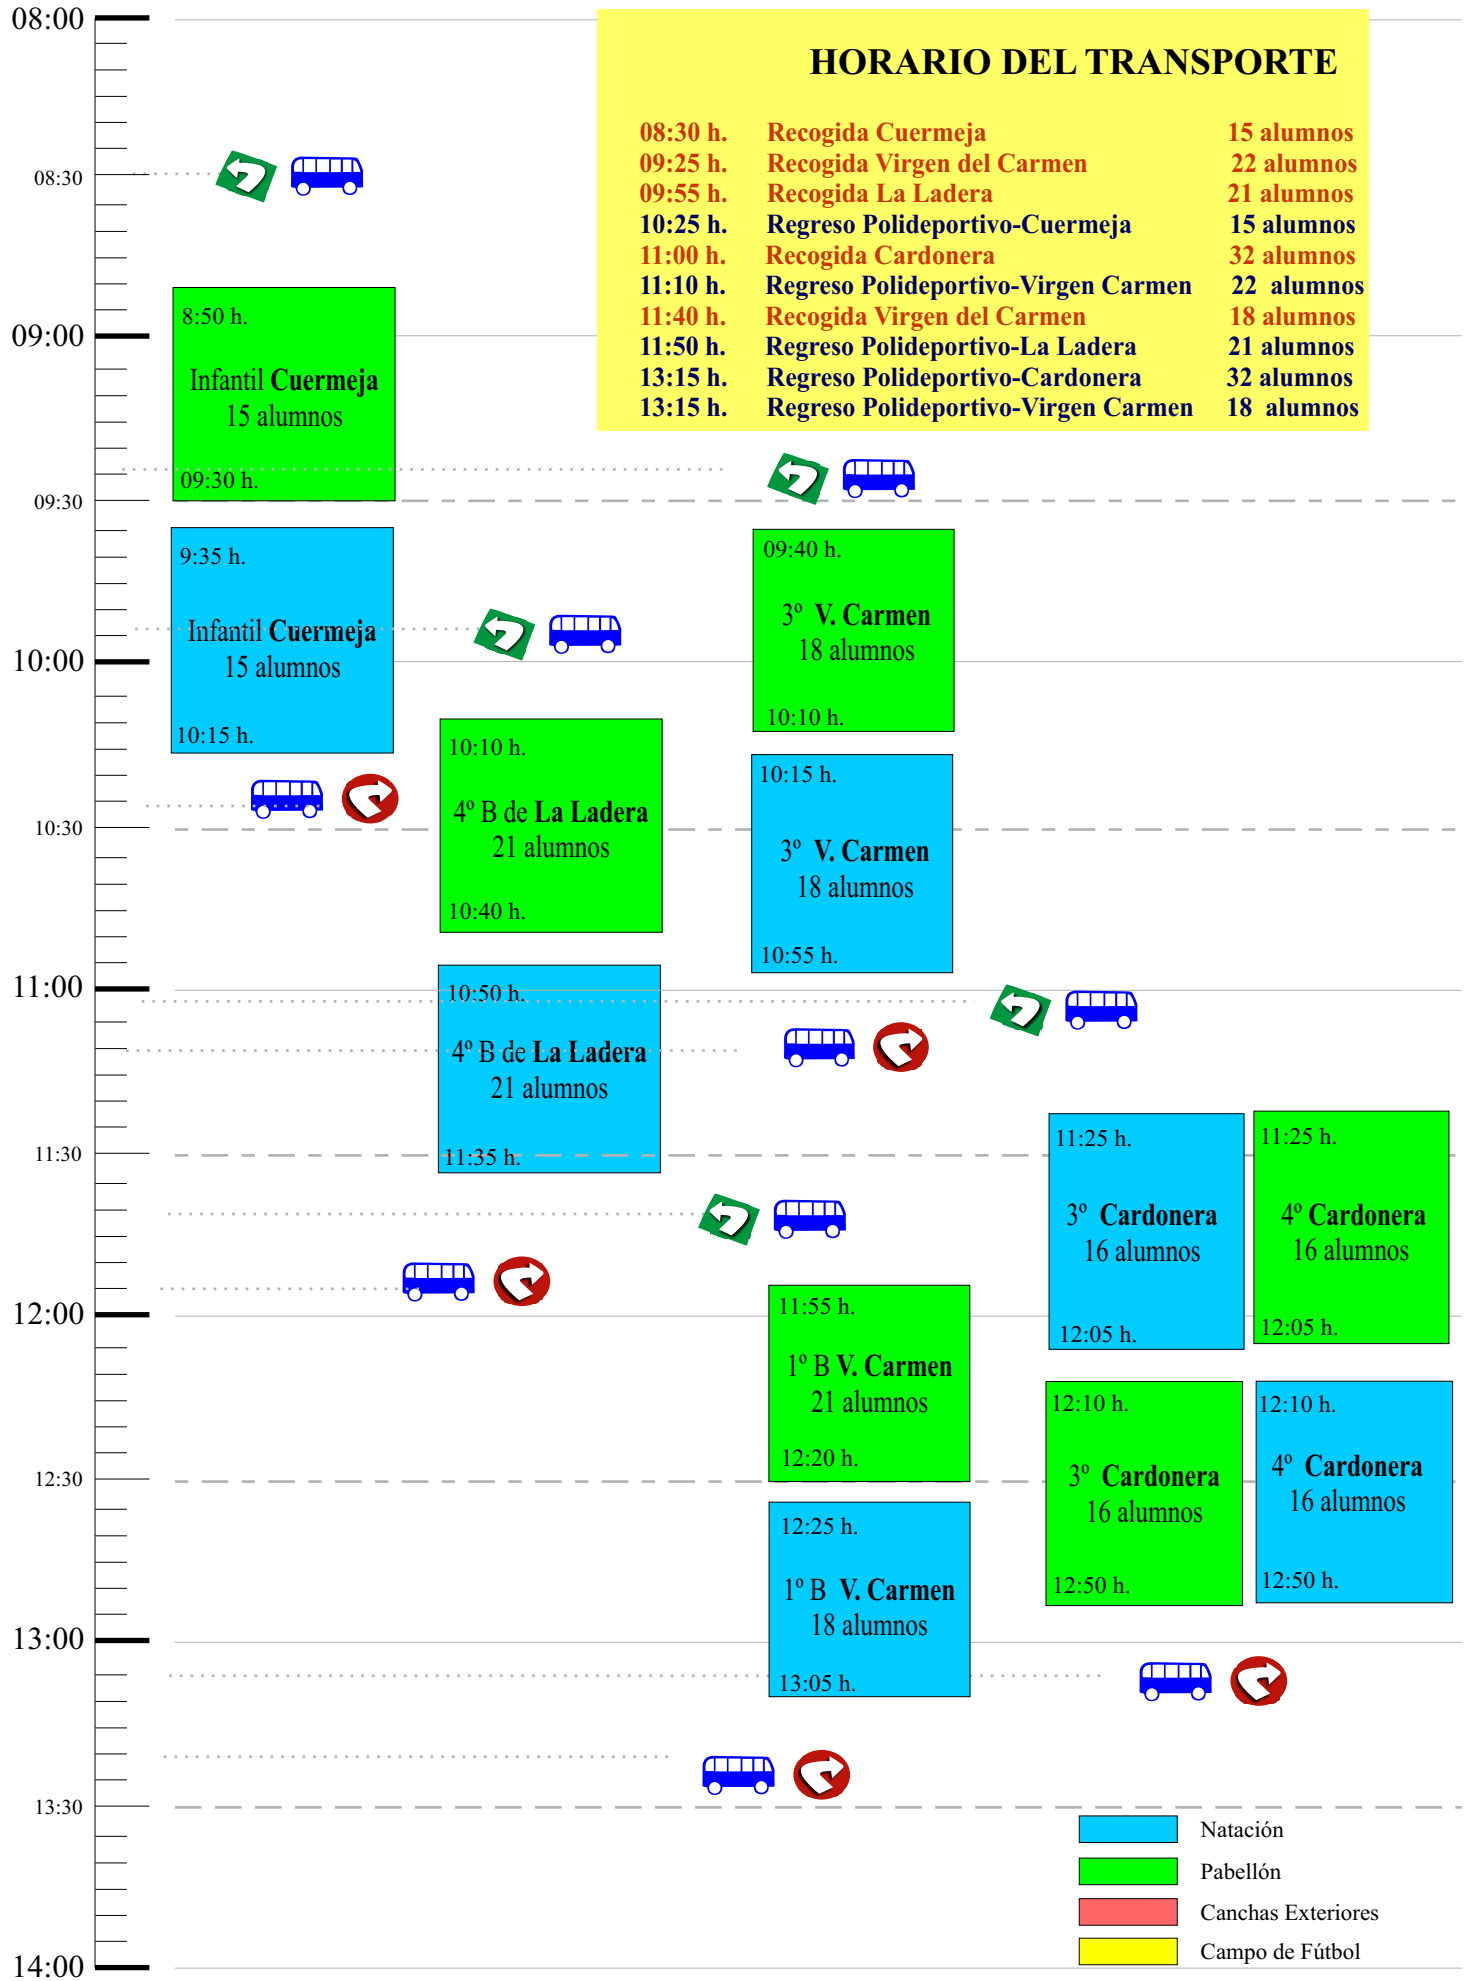 08:00
HORARIO DEL TRANSPORTE
08:30 h. Recogida Cuermeja 15 alumnos
09:25 h. Recogida Virgen del Carmen 22 alumnos
09:55 h. Recogida La Ladera 21 alumnos
10:25 h. Regreso Polideportivo-Cuermeja 15 alumnos
11:00 h. Recogida Cardonera 32 alumnos
11:10 h. Regreso Polideportivo-Virgen Carmen 22 alumnos
11:40 h. Recogida Virgen del Carmen 18 alumnos
11:50 h. Regreso Polideportivo-La Ladera 21 alumnos
13:15 h. Regreso Polideportivo-Cardonera 32 alumnos
13:15 h. Regreso Polideportivo-Virgen Carmen 18 alumnos
08:30
09:00
8:50 h.
Infantil Cuermeja
15 alumnos
09:30 h.
09:30
9:35 h.
Infantil Cuermeja
15 alumnos
10:15 h.
09:40 h.
3º V. Carmen
18 alumnos
10:10 h.
10:00
10:10 h.
4º B de La Ladera
21 alumnos
10:40 h.
10:15 h.
3º V. Carmen
18 alumnos
10:55 h.
10:30
11:00
10:50 h.
4º B de La Ladera
21 alumnos
11:35 h.
11:30
11:25 h.
3º Cardonera
16 alumnos
12:05 h.
11:25 h.
4º Cardonera
16 alumnos
12:05 h.
12:00
11:55 h.
1º B V. Carmen
21 alumnos
12:20 h.
12:10 h.
3º Cardonera
16 alumnos
12:50 h.
12:10 h.
4º Cardonera
16 alumnos
12:50 h.
12:30
12:25 h.
1º B V. Carmen
18 alumnos
13:05 h.
13:00
13:30
Natación
Pabellón
Canchas Exteriores
Campo de Fútbol
14:00